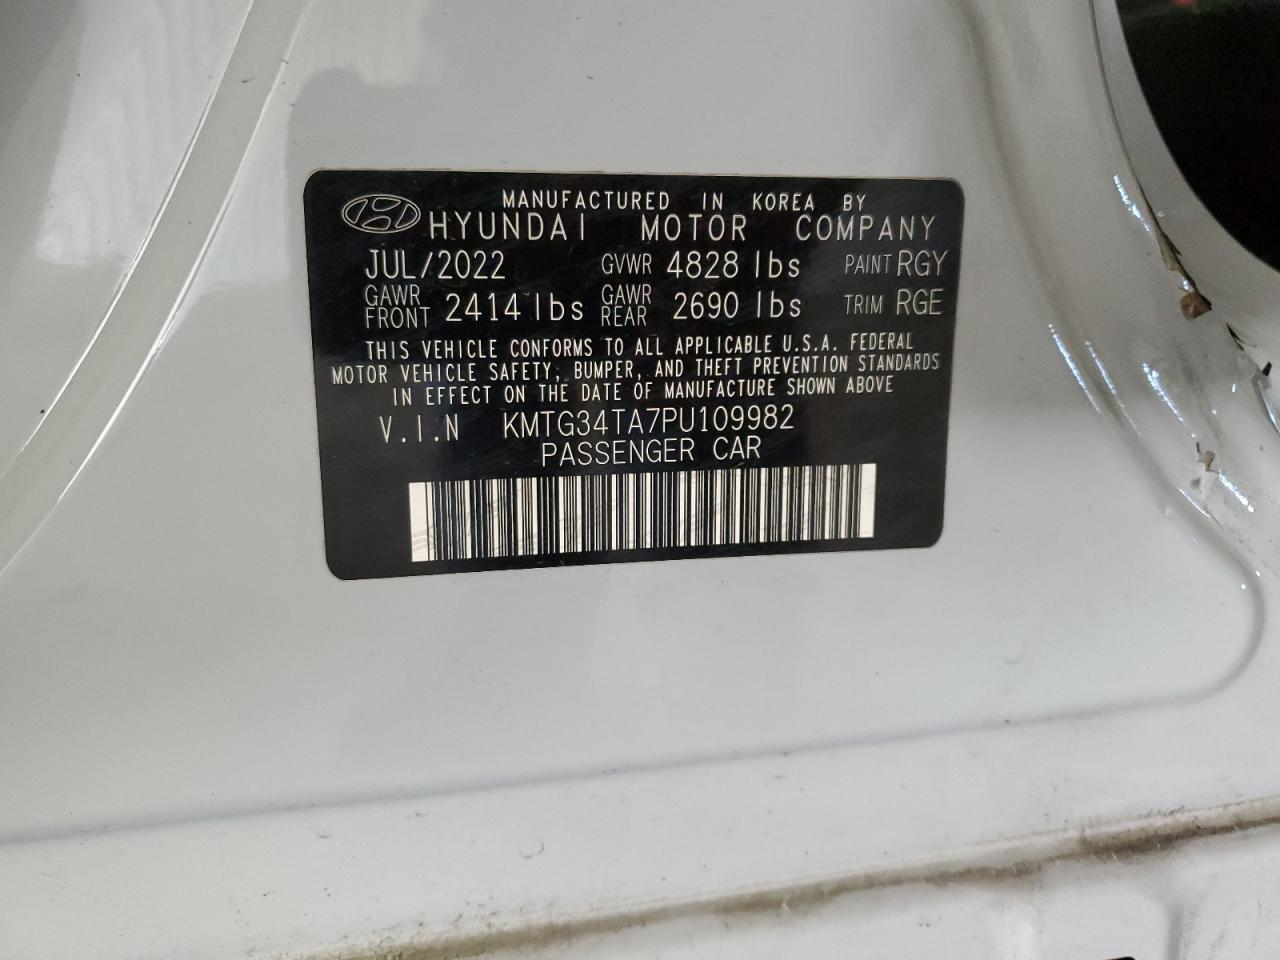 MANUFACTURED IN KOREA BY
HYUNDAI MOTOR COMPANY
JUL/2022 GVWR 4828 lbs PAINT RGY
GAWR FRONT 2414 lbs GAWR REAR 2690 lbs TRIM RGE
THIS VEHICLE CONFORMS TO ALL APPLICABLE U.S.A. FEDERAL
MOTOR VEHICLE SAFETY, BUMPER, AND THEFT PREVENTION STANDARDS
IN EFFECT ON THE DATE OF MANUFACTURE SHOWN ABOVE
V.I.N KMTG34TA7PU109982
PASSENGER CAR